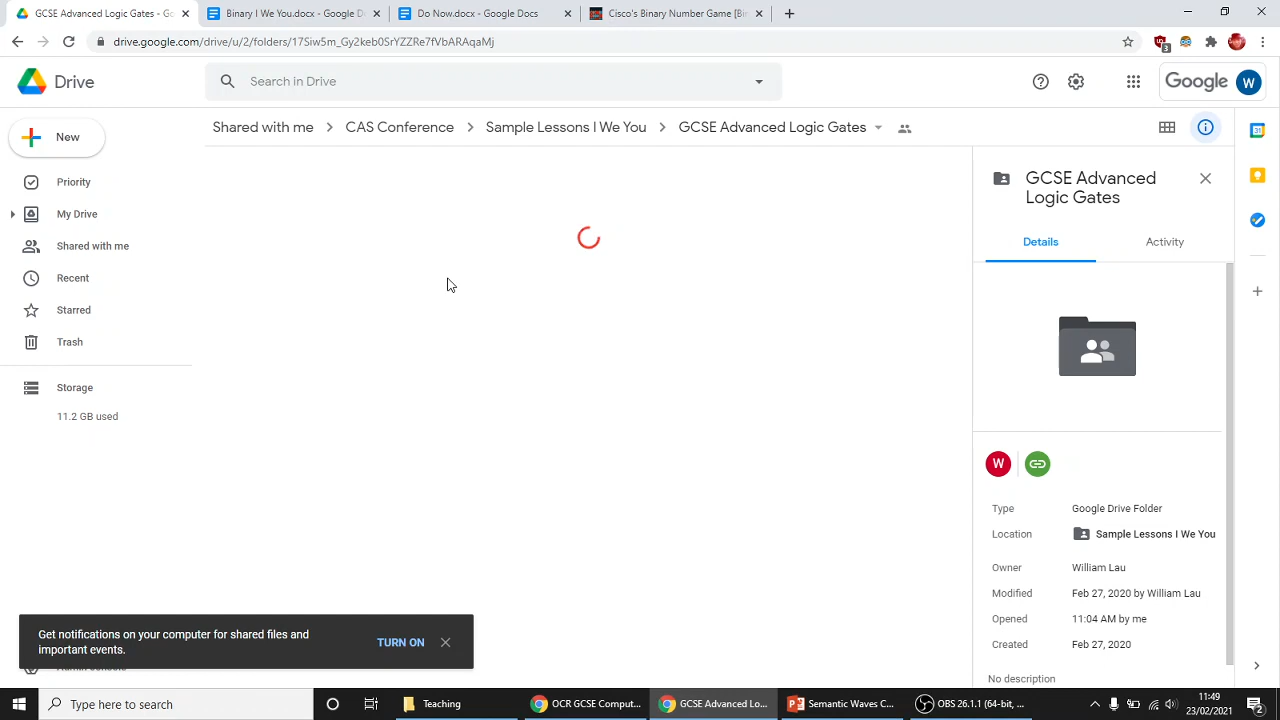 GCSE Advanced Logic Gates - Go
Binary I We You.docx - Google D
Do Now.docx - Google Docs
Cisco's Binary Number Game [Bin
drive.google.com/drive/u/2/folders/17Siw5m_Gy2keb0SrYZZRe7fVbARAqaMj
3
Drive
Search in Drive
Google
W
New
Shared with me
CAS Conference
Sample Lessons I We You
GCSE Advanced Logic Gates
31
Priority
My Drive
Shared with me
Recent
Starred
Trash
Storage
11.2 GB used
GCSE Advanced
Logic Gates
Details
Activity
W
Type
Google Drive Folder
Location
Sample Lessons I We You
Owner
William Lau
Modified
Feb 27, 2020 by William Lau
Opened
11:04 AM by me
Created
Feb 27, 2020
No description
Get notifications on your computer for shared files and
important events.
TURN ON
Type here to search
Teaching
OCR GCSE Comput...
GCSE Advanced Lo...
Semantic Waves C...
OBS 26.1.1 (64-bit, ...
11:49
23/02/2021
2